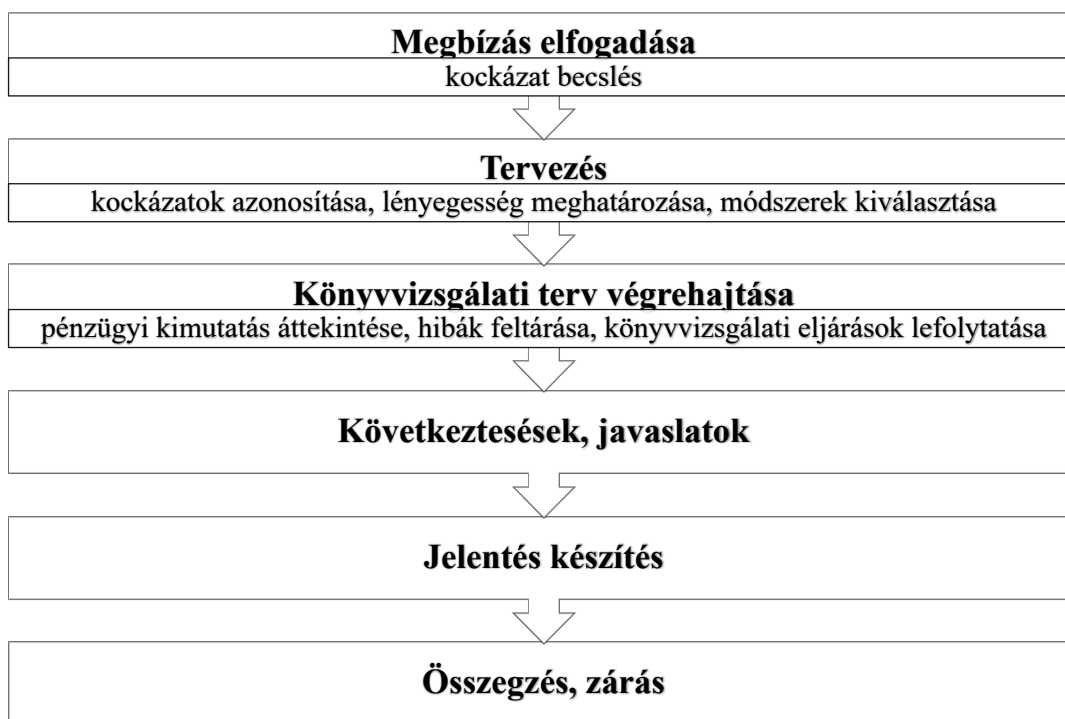 Megbízás elfogadása
kockázat becslés
Tervezés
kockázatok azonosítása, lényegesség meghatározása, módszerek kiválasztása
Könyvvizsgálati terv végrehajtása
pénzügyi kimutatás áttekintése, hibák feltárása, könyvvizsgálati eljárások lefolytatása
Következtesések, javaslatok
Jelentés készítés
Összegzés, zárás